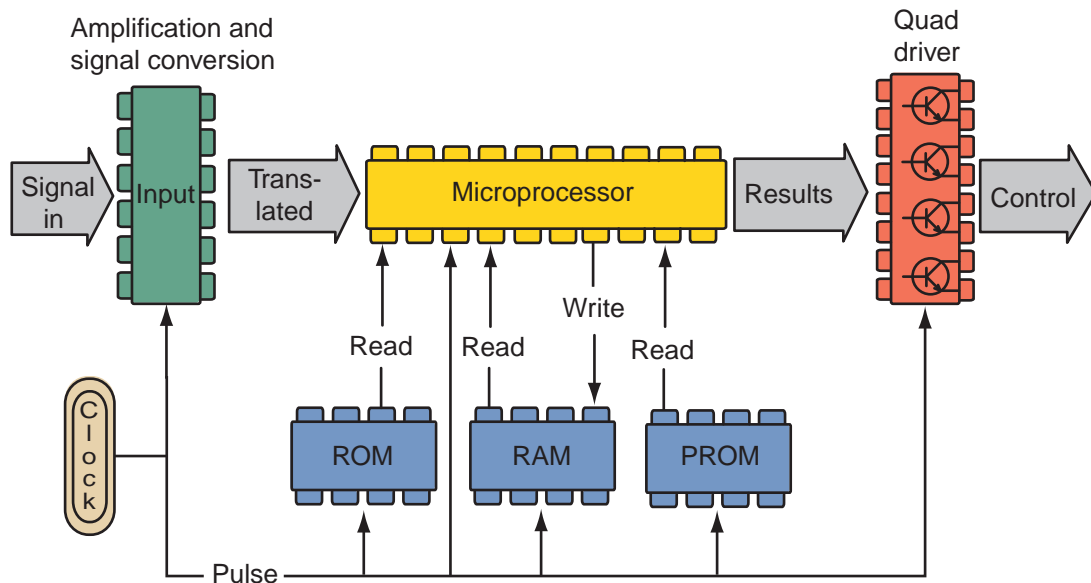 Amplification and
signal conversion
Quad
driver
Signal
in
Input
Trans-
lated
Microprocessor
Results
Control
Read
Read
Write
Read
Clock
ROM
RAM
PROM
Pulse